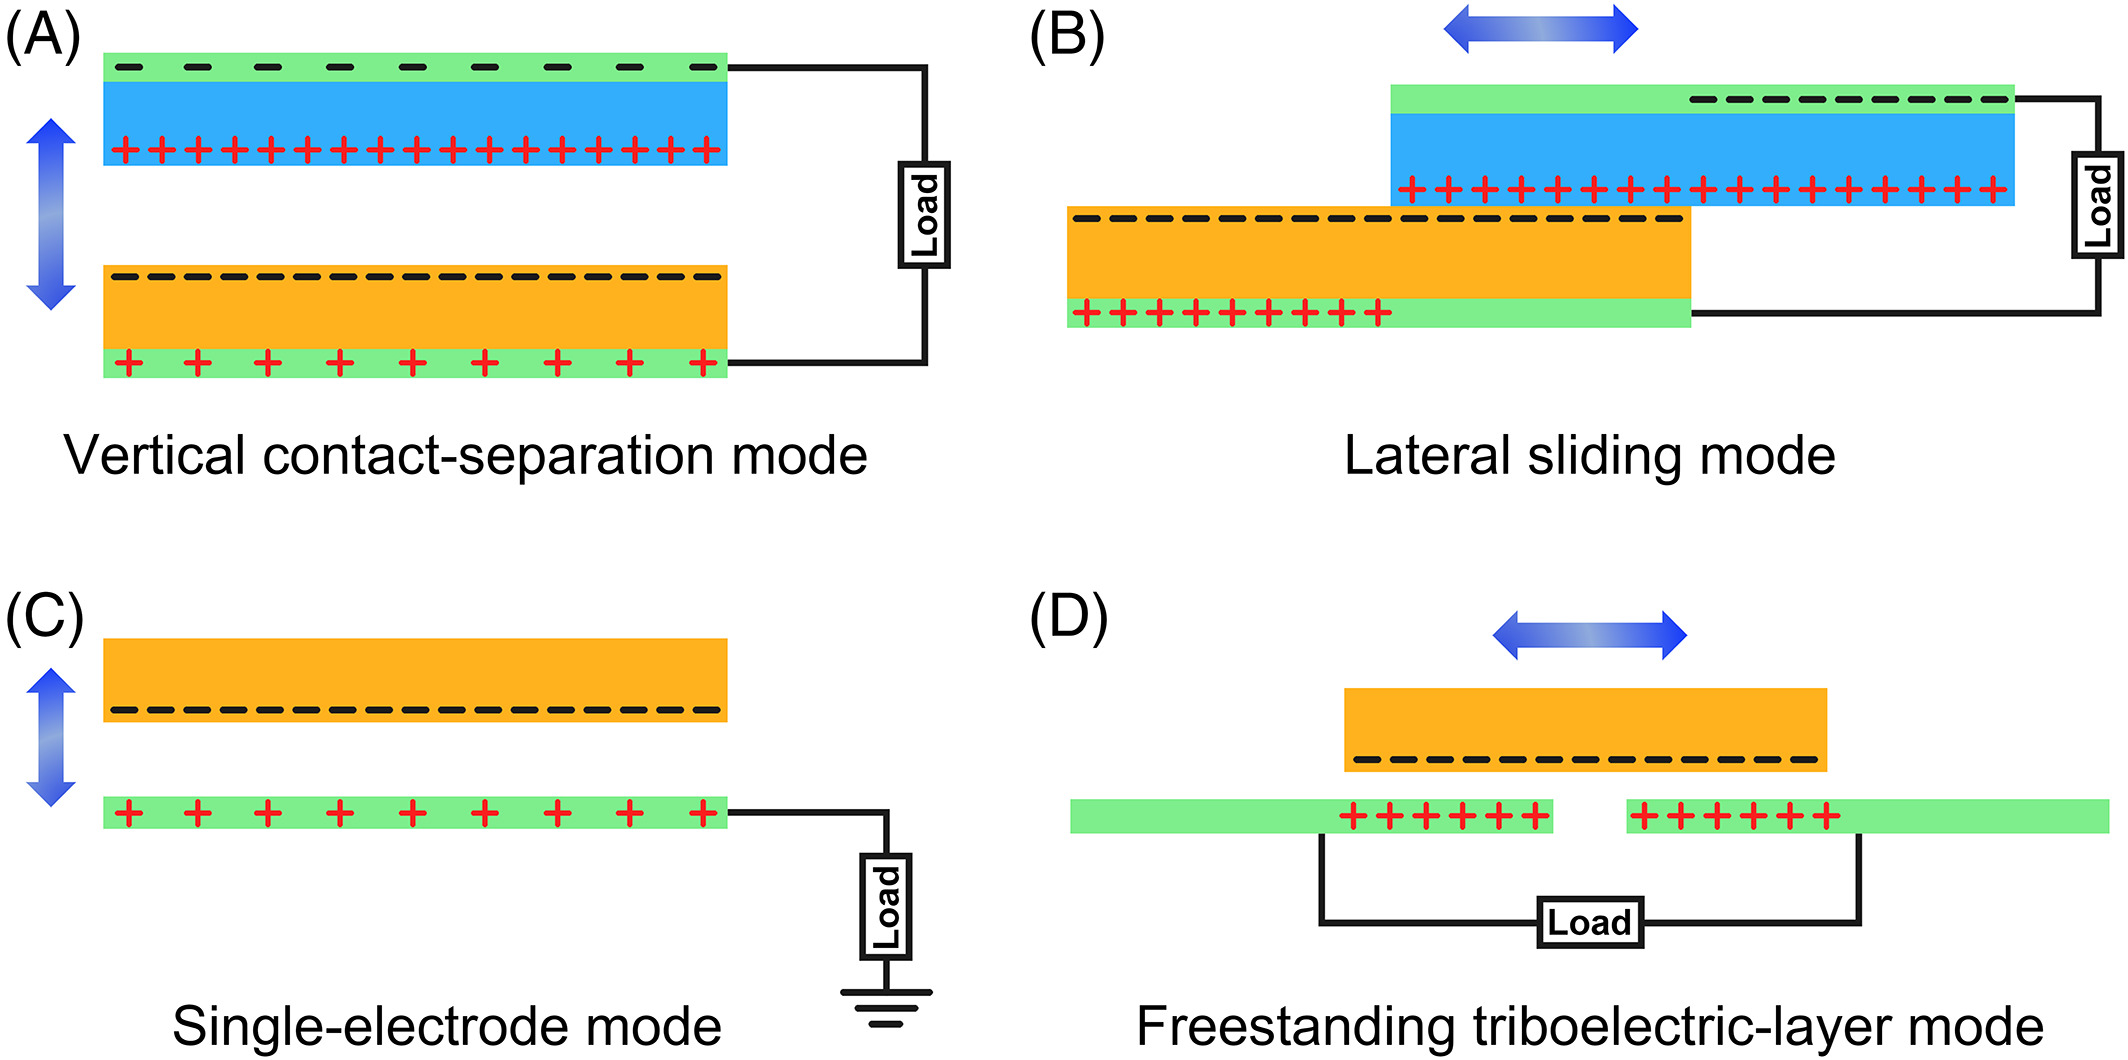 (A)
Load
Vertical contact-separation mode
(B)
Load
Lateral sliding mode
(C)
Load
Single-electrode mode
(D)
Load
Freestanding triboelectric-layer mode